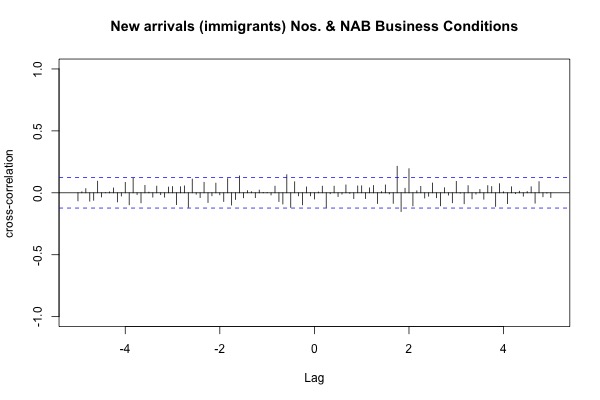 New arrivals (immigrants) Nos. & NAB Business Conditions
1.0
0.5
0.0
-0.5
-1.0
cross-correlation
-4 -2 0 2 4
Lag